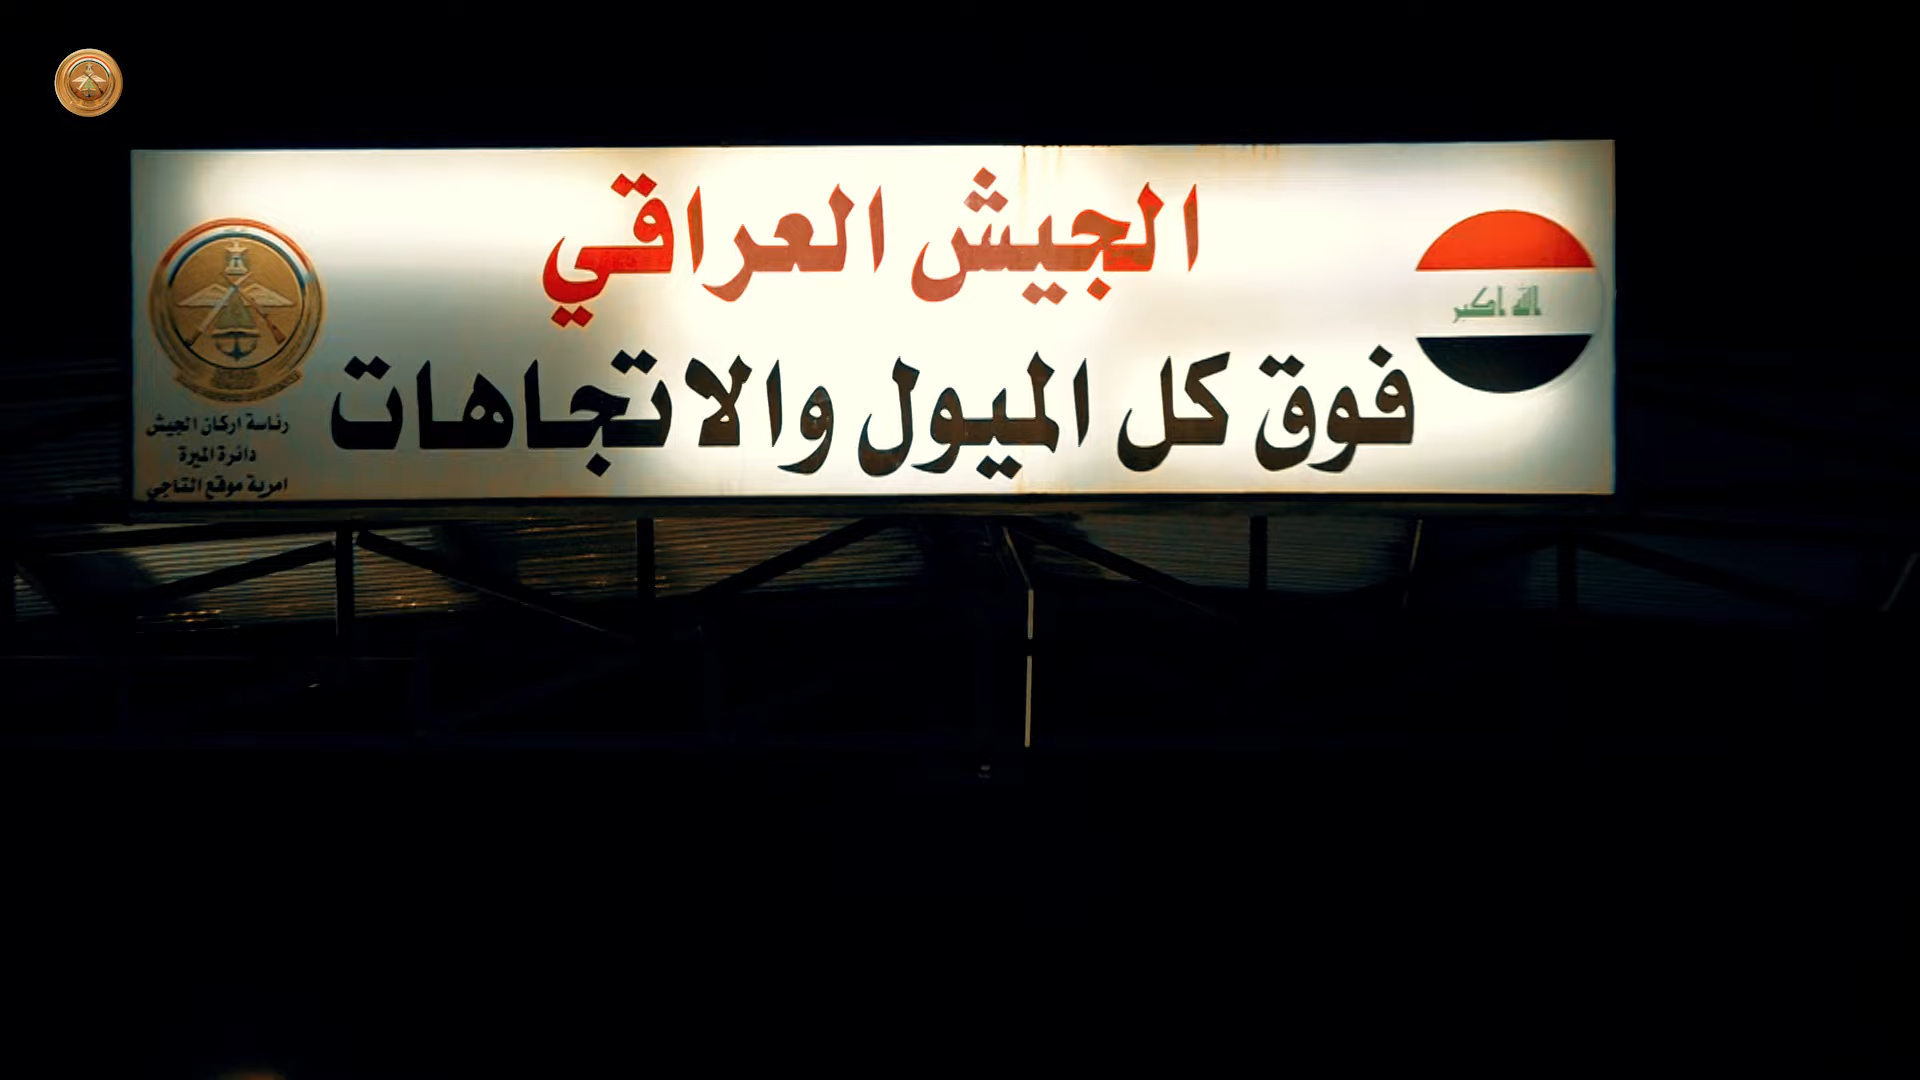 الجيش العراقي
فوق كل الميول والاتجاهات
الله اكبر
رئاسة اركان الجيش
دائرة الميرة
امرية موقع التاجي